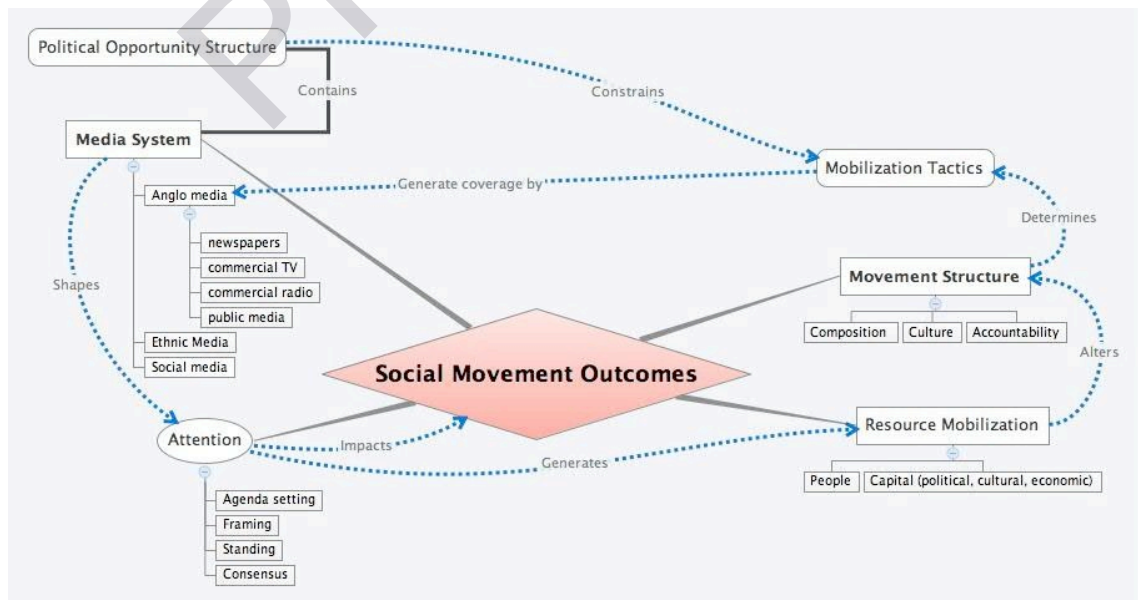 Political Opportunity Structure
Contains
Constrains
Media System
Mobilization Tactics
Generate coverage by
Anglo media
newspapers
commercial TV
commercial radio
public media
Ethnic Media
Social media
Shapes
Determines
Movement Structure
Composition
Culture
Accountability
Alters
Social Movement Outcomes
Attention
Impacts
Generates
Resource Mobilization
People
Capital (political, cultural, economic)
Agenda setting
Framing
Standing
Consensus